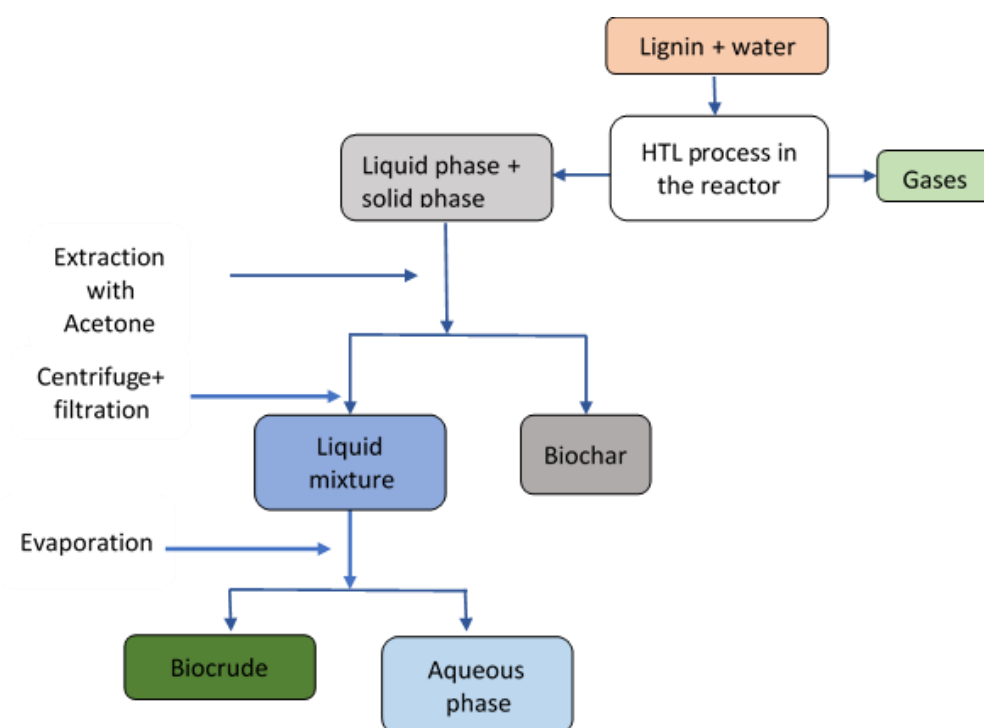 Lignin + water
HTL process in
the reactor
Gases
Liquid phase +
solid phase
Extraction
with
Acetone
Centrifuge+
filtration
Liquid
mixture
Biochar
Evaporation
Biocrude
Aqueous
phase